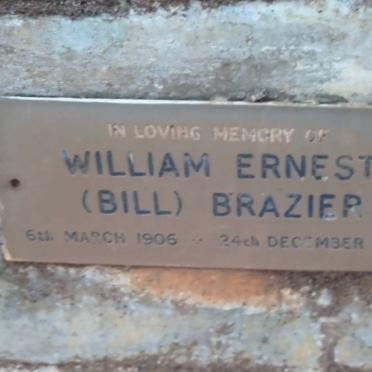 IN LOVING MEMORY OF
WILLIAM ERNEST
(BILL) BRAZIER
6th MARCH 1906 + 24th DECEMBER